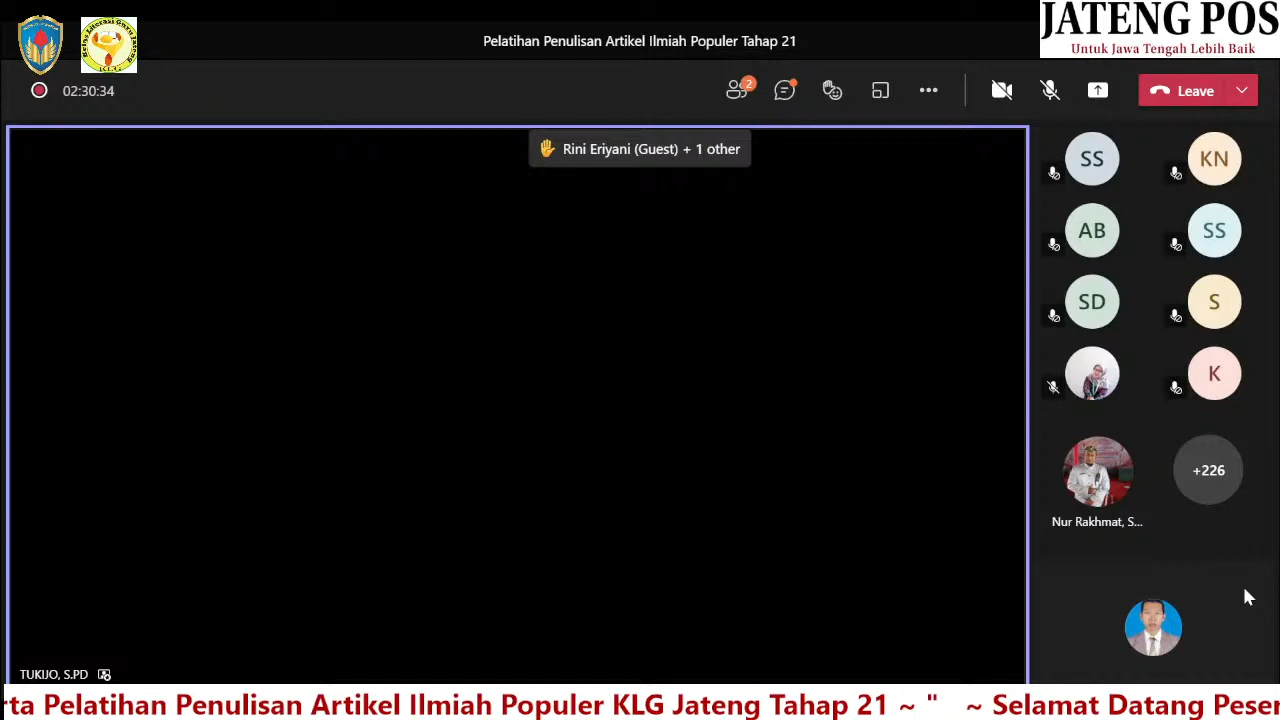 JATENG POS
Untuk Jawa Tengah Lebih Baik
Pelatihan Penulisan Artikel Ilmiah Populer Tahap 21
KLG
02:30:34
2
Leave
Rini Eriyani (Guest) + 1 other
SS
KN
AB
SS
SD
S
K
+226
Nur Rakhmat, S...
TUKIJO, S.PD
rta Pelatihan Penulisan Artikel Ilmiah Populer KLG Jateng Tahap 21 ~ " ~ Selamat Datang Peser